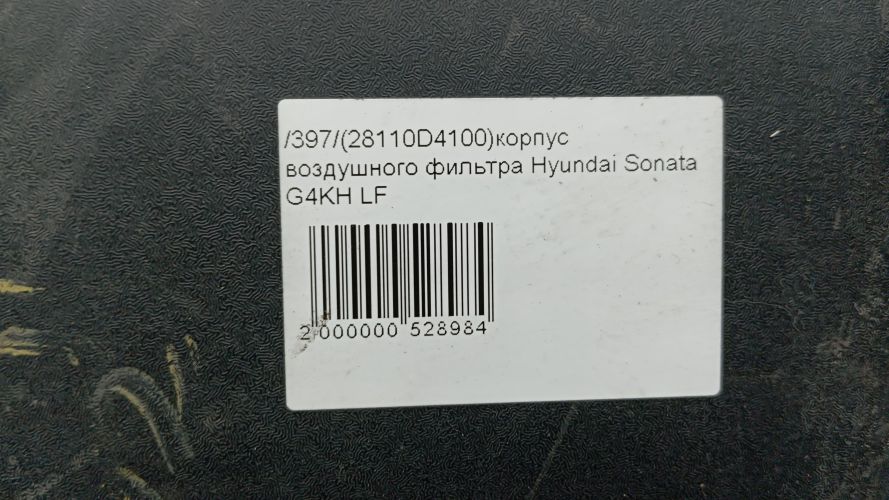 /397/(28110D4100)корпус
воздушного фильтра Hyundai Sonata
G4KH LF
2 000000 528984